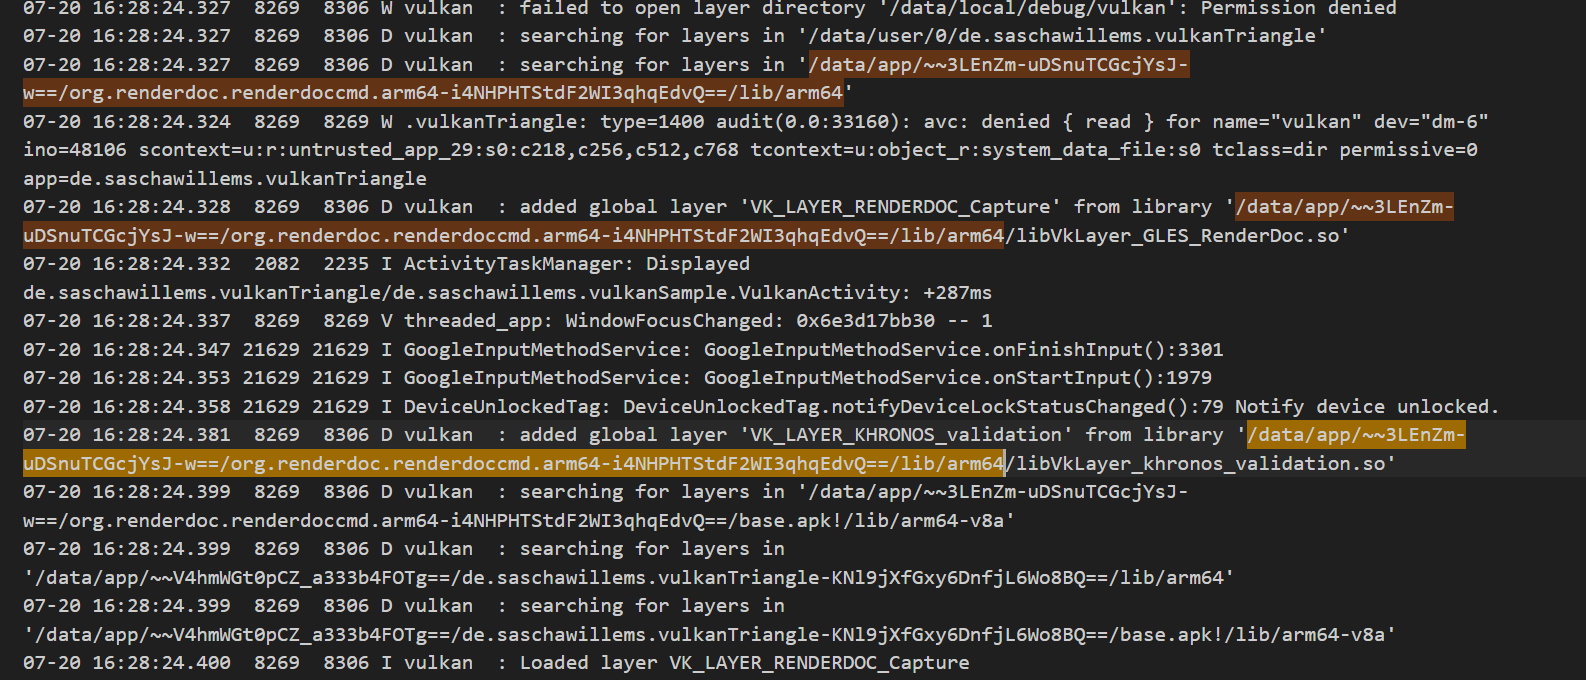 07-20 16:28:24.327  8269  8306 W vulkan  : failed to open layer directory '/data/local/debug/vulkan': Permission denied
07-20 16:28:24.327  8269  8306 D vulkan  : searching for layers in '/data/user/0/de.saschawillems.vulkanTriangle'
07-20 16:28:24.327  8269  8306 D vulkan  : searching for layers in '/data/app/~~3LEnZm-uDSnuTCGcjYsJ-
w==/org.renderdoc.renderdoccmd.arm64-i4NHPHTStdF2WI3qhqEdvQ==/lib/arm64'
07-20 16:28:24.324  8269  8269 W .vulkanTriangle: type=1400 audit(0.0:33160): avc: denied { read } for name="vulkan" dev="dm-6"
ino=48106 scontext=u:r:untrusted_app_29:s0:c218,c256,c512,c768 tcontext=u:object_r:system_data_file:s0 tclass=dir permissive=0
app=de.saschawillems.vulkanTriangle
07-20 16:28:24.328  8269  8306 D vulkan  : added global layer 'VK_LAYER_RENDERDOC_Capture' from library '/data/app/~~3LEnZm-
uDSnuTCGcjYsJ-w==/org.renderdoc.renderdoccmd.arm64-i4NHPHTStdF2WI3qhqEdvQ==/lib/arm64/libVkLayer_GLES_RenderDoc.so'
07-20 16:28:24.332  2082  2235 I ActivityTaskManager: Displayed
de.saschawillems.vulkanTriangle/de.saschawillems.vulkanSample.VulkanActivity: +287ms
07-20 16:28:24.337  8269  8269 V threaded_app: WindowFocusChanged: 0x6e3d17bb30 -- 1
07-20 16:28:24.347 21629 21629 I GoogleInputMethodService: GoogleInputMethodService.onFinishInput():3301
07-20 16:28:24.353 21629 21629 I GoogleInputMethodService: GoogleInputMethodService.onStartInput():1979
07-20 16:28:24.358 21629 21629 I DeviceUnlockedTag: DeviceUnlockedTag.notifyDeviceLockStatusChanged():79 Notify device unlocked.
07-20 16:28:24.381  8269  8306 D vulkan  : added global layer 'VK_LAYER_KHRONOS_validation' from library '/data/app/~~3LEnZm-
uDSnuTCGcjYsJ-w==/org.renderdoc.renderdoccmd.arm64-i4NHPHTStdF2WI3qhqEdvQ==/lib/arm64/libVkLayer_khronos_validation.so'
07-20 16:28:24.399  8269  8306 D vulkan  : searching for layers in '/data/app/~~3LEnZm-uDSnuTCGcjYsJ-
w==/org.renderdoc.renderdoccmd.arm64-i4NHPHTStdF2WI3qhqEdvQ==/base.apk!/lib/arm64-v8a'
07-20 16:28:24.399  8269  8306 D vulkan  : searching for layers in
'/data/app/~~V4hmWGt0pCZ_a333b4FOTg==/de.saschawillems.vulkanTriangle-KNl9jXfGxy6DnfjL6Wo8BQ==/lib/arm64'
07-20 16:28:24.399  8269  8306 D vulkan  : searching for layers in
'/data/app/~~V4hmWGt0pCZ_a333b4FOTg==/de.saschawillems.vulkanTriangle-KNl9jXfGxy6DnfjL6Wo8BQ==/base.apk!/lib/arm64-v8a'
07-20 16:28:24.400  8269  8306 I vulkan  : Loaded layer VK_LAYER_RENDERDOC_Capture